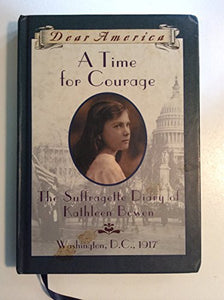 Dear America
A Time
for Courage
The Suffragette Diary of
Kathleen Bowen
Washington, D.C., 1917